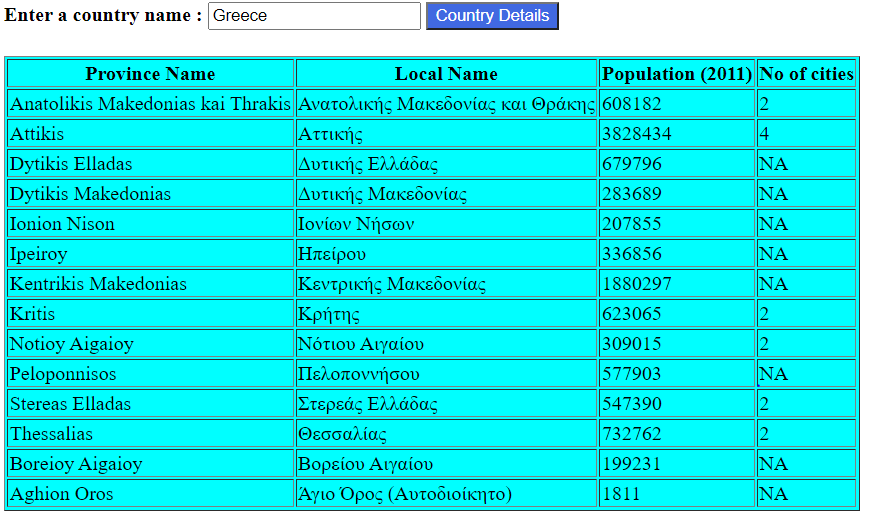 Enter a country name : Greece Country Details
Province Name Local Name Population (2011) No of cities
Anatolikis Makedonias kai Thrakis Ανατολικής Μακεδονίας και Θράκης 608182 2
Attikis Αττικής 3828434 4
Dytikis Elladas Δυτικής Ελλάδας 679796 NA
Dytikis Makedonias Δυτικής Μακεδονίας 283689 NA
Ionion Nison Ιονίων Νήσων 207855 NA
Ipeiroy Ηπείρου 336856 NA
Kentrikis Makedonias Κεντρικής Μακεδονίας 1880297 NA
Kritis Κρήτης 623065 2
Notioy Aigaioy Νότιου Αιγαίου 309015 2
Peloponnisos Πελοποννήσου 577903 NA
Stereas Elladas Στερεάς Ελλάδας 547390 2
Thessalias Θεσσαλίας 732762 2
Boreioy Aigaioy Βορείου Αιγαίου 199231 NA
Aghion Oros Άγιο Όρος (Αυτοδιοίκητο) 1811 NA